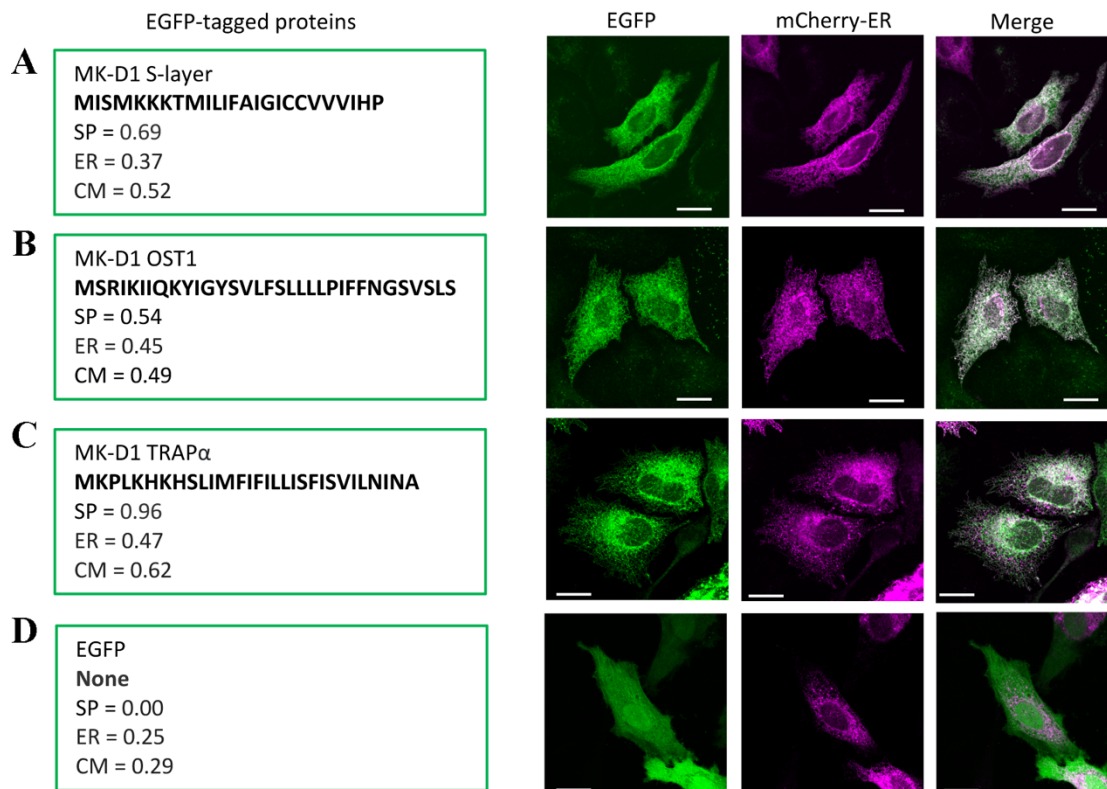 EGFP-tagged proteins
EGFP
mCherry-ER
Merge
A
MK-D1 S-layer
MISMKKKTMILIFAIGICCVVVIHP
SP = 0.69
ER = 0.37
CM = 0.52
B
MK-D1 OST1
MSRIKIIQKYIGYSVLFSLLLLPIFFNGSVSLS
SP = 0.54
ER = 0.45
CM = 0.49
C
MK-D1 TRAPα
MKPLKHKHSLIMFIFILLISFISVILNINA
SP = 0.96
ER = 0.47
CM = 0.62
D
EGFP
None
SP = 0.00
ER = 0.25
CM = 0.29